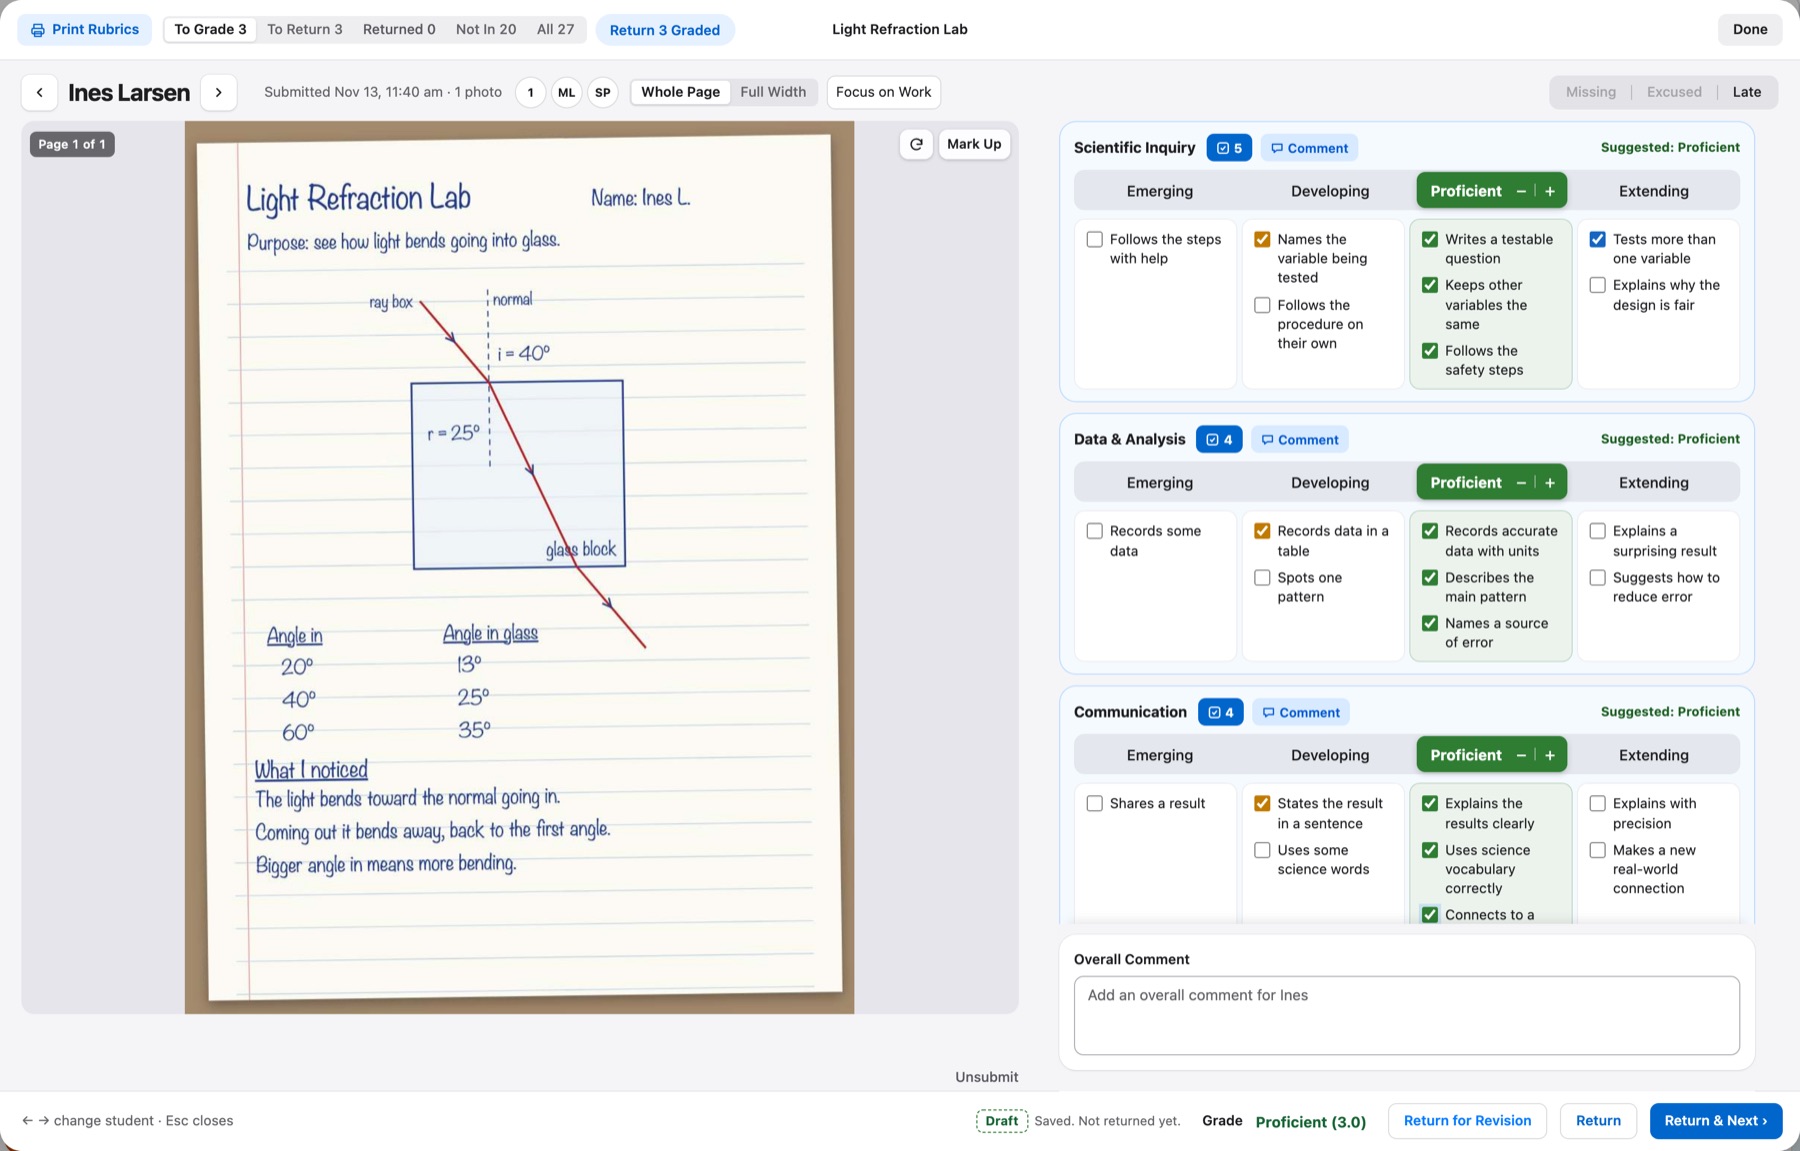 Print Rubrics
To Grade 3
To Return 3
Returned 0
Not In 20
All 27
Return 3 Graded
Light Refraction Lab
Done
Ines Larsen
Submitted Nov 13, 11:40 am · 1 photo
1
ML
SP
Whole Page
Full Width
Focus on Work
Missing
Excused
Late
Page 1 of 1
Mark Up
Light Refraction Lab
Name: Ines L.
Purpose: see how light bends going into glass.
ray box
normal
i = 40°
r = 25°
glass block
Angle in
Angle in glass
20°
13°
40°
25°
60°
35°
What I noticed
The light bends toward the normal going in.
Coming out it bends away, back to the first angle.
Bigger angle in means more bending.
Unsubmit
Scientific Inquiry
5
Comment
Suggested: Proficient
Emerging
Developing
Proficient − +
Extending
Follows the steps
with help
Names the
variable being
tested
Follows the
procedure on
their own
Writes a testable
question
Keeps other
variables the
same
Follows the
safety steps
Tests more than
one variable
Explains why the
design is fair
Data & Analysis
4
Comment
Suggested: Proficient
Emerging
Developing
Proficient − +
Extending
Records some
data
Records data in a
table
Spots one
pattern
Records accurate
data with units
Describes the
main pattern
Names a source
of error
Explains a
surprising result
Suggests how to
reduce error
Communication
4
Comment
Suggested: Proficient
Emerging
Developing
Proficient − +
Extending
Shares a result
States the result
in a sentence
Uses some
science words
Explains the
results clearly
Uses science
vocabulary
correctly
Connects to a
Explains with
precision
Makes a new
real-world
connection
Overall Comment
Add an overall comment for Ines
← → change student · Esc closes
Draft
Saved. Not returned yet.
Grade
Proficient (3.0)
Return for Revision
Return
Return & Next ›